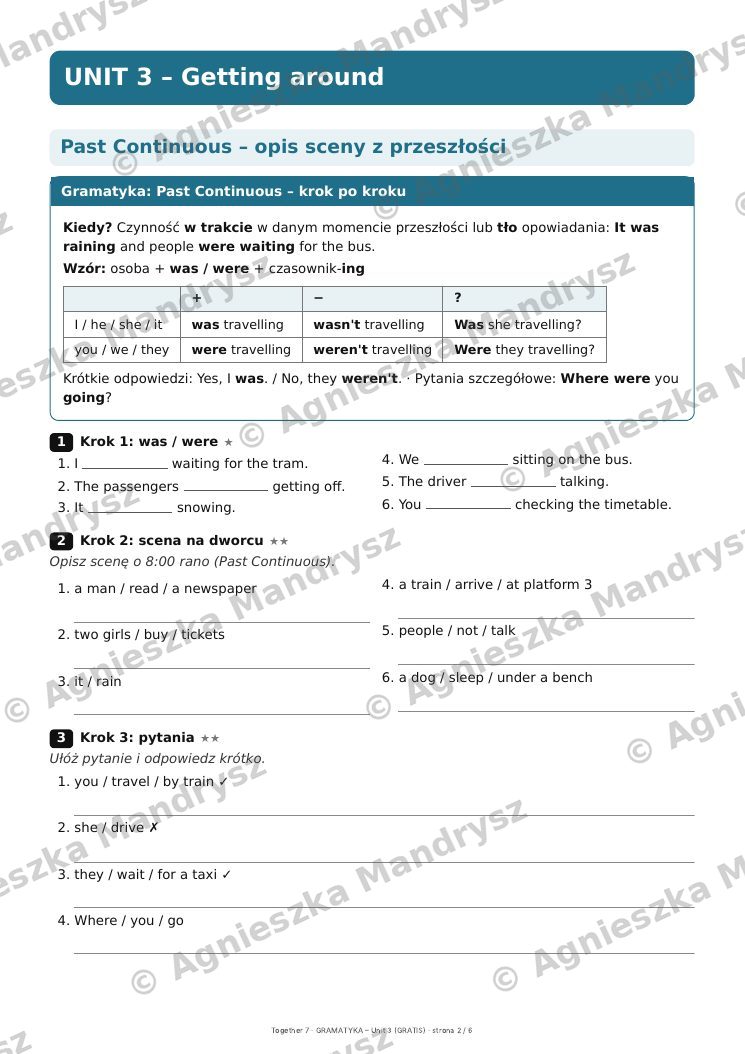 UNIT 3 – Getting around
Past Continuous – opis sceny z przeszłości
Gramatyka: Past Continuous – krok po kroku
Kiedy? Czynność w trakcie w danym momencie przeszłości lub tło opowiadania: It was
raining and people were waiting for the bus.
Wzór: osoba + was / were + czasownik-ing
+ − ?
I / he / she / it was travelling wasn't travelling Was she travelling?
you / we / they were travelling weren't travelling Were they travelling?
Krótkie odpowiedzi: Yes, I was. / No, they weren't. · Pytania szczegółowe: Where were you
going?
1 Krok 1: was / were ★
1. I ____________ waiting for the tram.
2. The passengers ____________ getting off.
3. It ____________ snowing.
4. We ____________ sitting on the bus.
5. The driver ____________ talking.
6. You ____________ checking the timetable.
2 Krok 2: scena na dworcu ★★
Opisz scenę o 8:00 rano (Past Continuous).
1. a man / read / a newspaper
2. two girls / buy / tickets
3. it / rain
4. a train / arrive / at platform 3
5. people / not / talk
6. a dog / sleep / under a bench
3 Krok 3: pytania ★★
Ułóż pytanie i odpowiedz krótko.
1. you / travel / by train ✓
2. she / drive ✗
3. they / wait / for a taxi ✓
4. Where / you / go
Together 7 · GRAMATYKA – Unit 3 (GRATIS) · strona 2 / 6
© Agnieszka Mandrysz